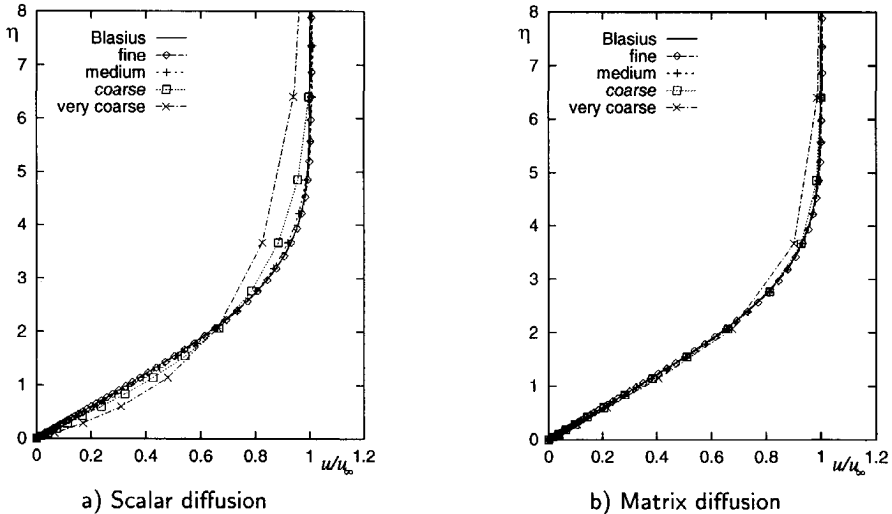 8
η
7
6
5
4
3
2
1
0
Blasius
fine
medium
coarse
very coarse
0
0.2
0.4
0.6
0.8
1
u/u∞
1.2
a) Scalar diffusion
8
η
7
6
5
4
3
2
1
0
Blasius
fine
medium
coarse
very coarse
0
0.2
0.4
0.6
0.8
1
u/u∞
1.2
b) Matrix diffusion